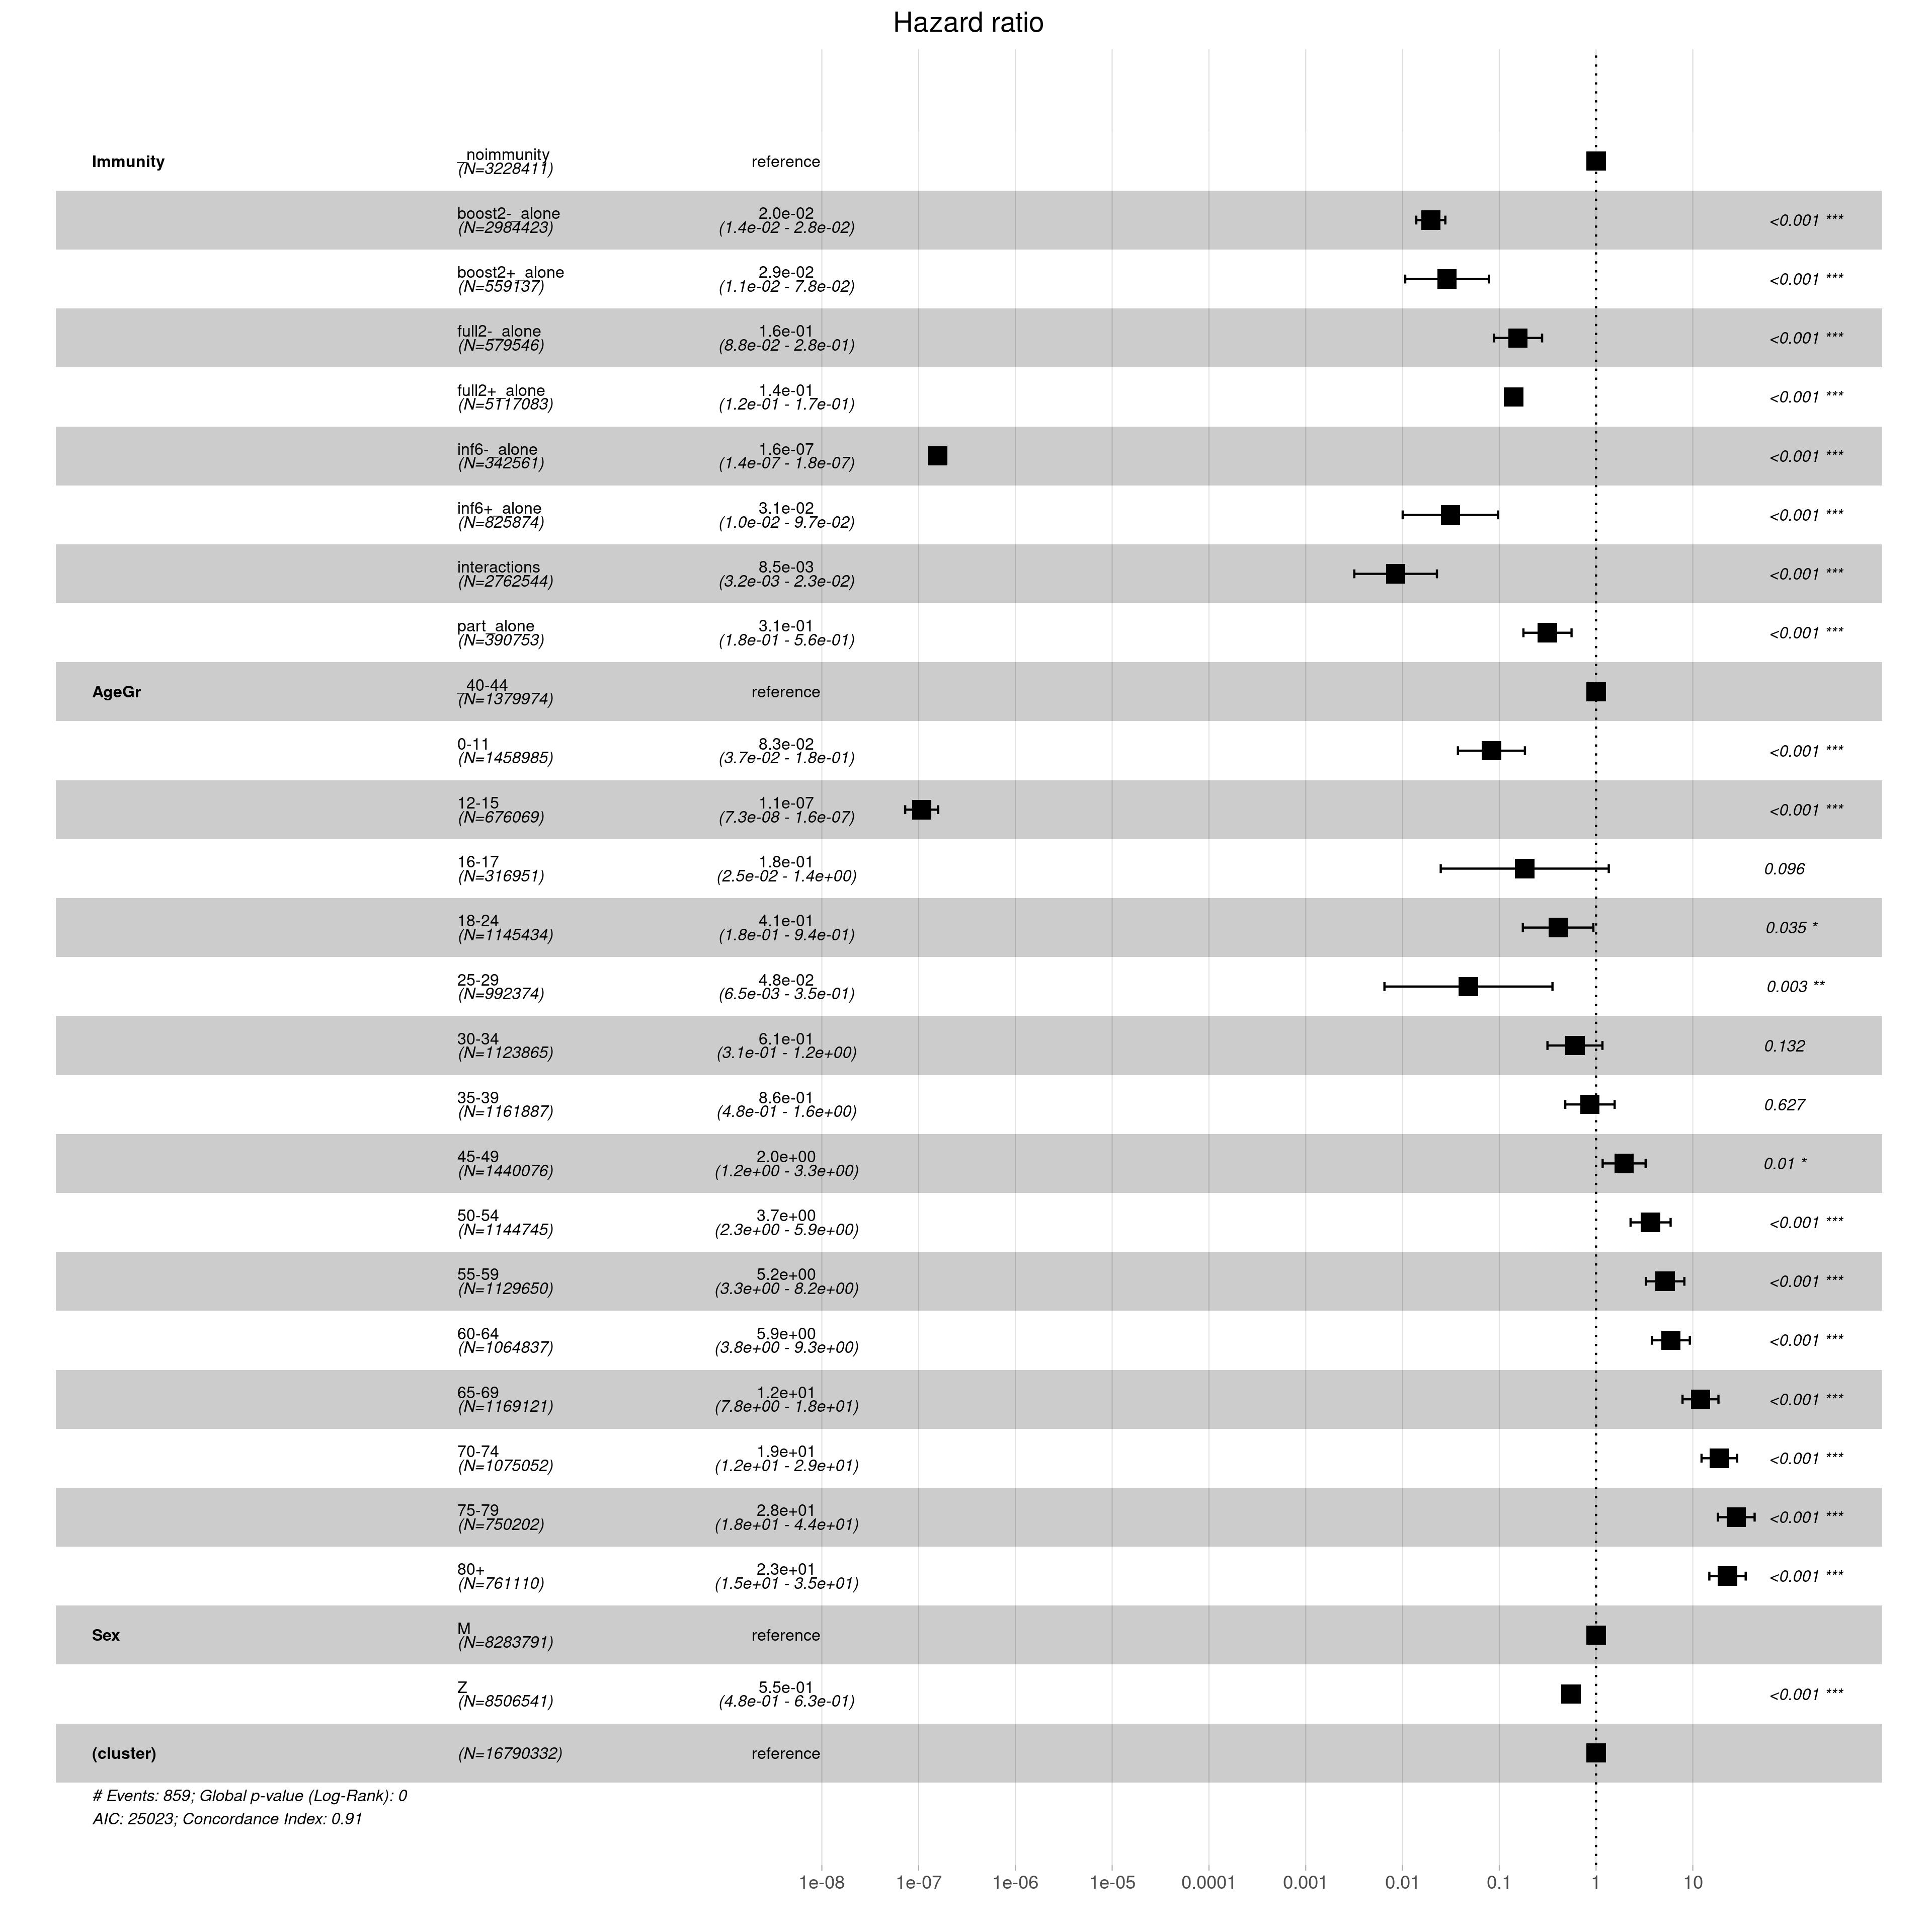 Hazard ratio
Immunity
_noimmunity
(N=3228411)
reference
boost2-_alone
(N=2984423)
2.0e-02
(1.4e-02 - 2.8e-02)
<0.001 ***
boost2+_alone
(N=559137)
2.9e-02
(1.1e-02 - 7.8e-02)
<0.001 ***
full2-_alone
(N=579546)
1.6e-01
(8.8e-02 - 2.8e-01)
<0.001 ***
full2+_alone
(N=5117083)
1.4e-01
(1.2e-01 - 1.7e-01)
<0.001 ***
inf6-_alone
(N=342561)
1.6e-07
(1.4e-07 - 1.8e-07)
<0.001 ***
inf6+_alone
(N=825874)
3.1e-02
(1.0e-02 - 9.7e-02)
<0.001 ***
interactions
(N=2762544)
8.5e-03
(3.2e-03 - 2.3e-02)
<0.001 ***
part_alone
(N=390753)
3.1e-01
(1.8e-01 - 5.6e-01)
<0.001 ***
AgeGr
_40-44
(N=1379974)
reference
0-11
(N=1458985)
8.3e-02
(3.7e-02 - 1.8e-01)
<0.001 ***
12-15
(N=676069)
1.1e-07
(7.3e-08 - 1.6e-07)
<0.001 ***
16-17
(N=316951)
1.8e-01
(2.5e-02 - 1.4e+00)
0.096
18-24
(N=1145434)
4.1e-01
(1.8e-01 - 9.4e-01)
0.035 *
25-29
(N=992374)
4.8e-02
(6.5e-03 - 3.5e-01)
0.003 **
30-34
(N=1123865)
6.1e-01
(3.1e-01 - 1.2e+00)
0.132
35-39
(N=1161887)
8.6e-01
(4.8e-01 - 1.6e+00)
0.627
45-49
(N=1440076)
2.0e+00
(1.2e+00 - 3.3e+00)
0.01 *
50-54
(N=1144745)
3.7e+00
(2.3e+00 - 5.9e+00)
<0.001 ***
55-59
(N=1129650)
5.2e+00
(3.3e+00 - 8.2e+00)
<0.001 ***
60-64
(N=1064837)
5.9e+00
(3.8e+00 - 9.3e+00)
<0.001 ***
65-69
(N=1169121)
1.2e+01
(7.8e+00 - 1.8e+01)
<0.001 ***
70-74
(N=1075052)
1.9e+01
(1.2e+01 - 2.9e+01)
<0.001 ***
75-79
(N=750202)
2.8e+01
(1.8e+01 - 4.4e+01)
<0.001 ***
80+
(N=761110)
2.3e+01
(1.5e+01 - 3.5e+01)
<0.001 ***
Sex
M
(N=8283791)
reference
Z
(N=8506541)
5.5e-01
(4.8e-01 - 6.3e-01)
<0.001 ***
(cluster)
(N=16790332)
reference
# Events: 859; Global p-value (Log-Rank): 0
AIC: 25023; Concordance Index: 0.91
1e-08 1e-07 1e-06 1e-05 0.0001 0.001 0.01 0.1 1 10